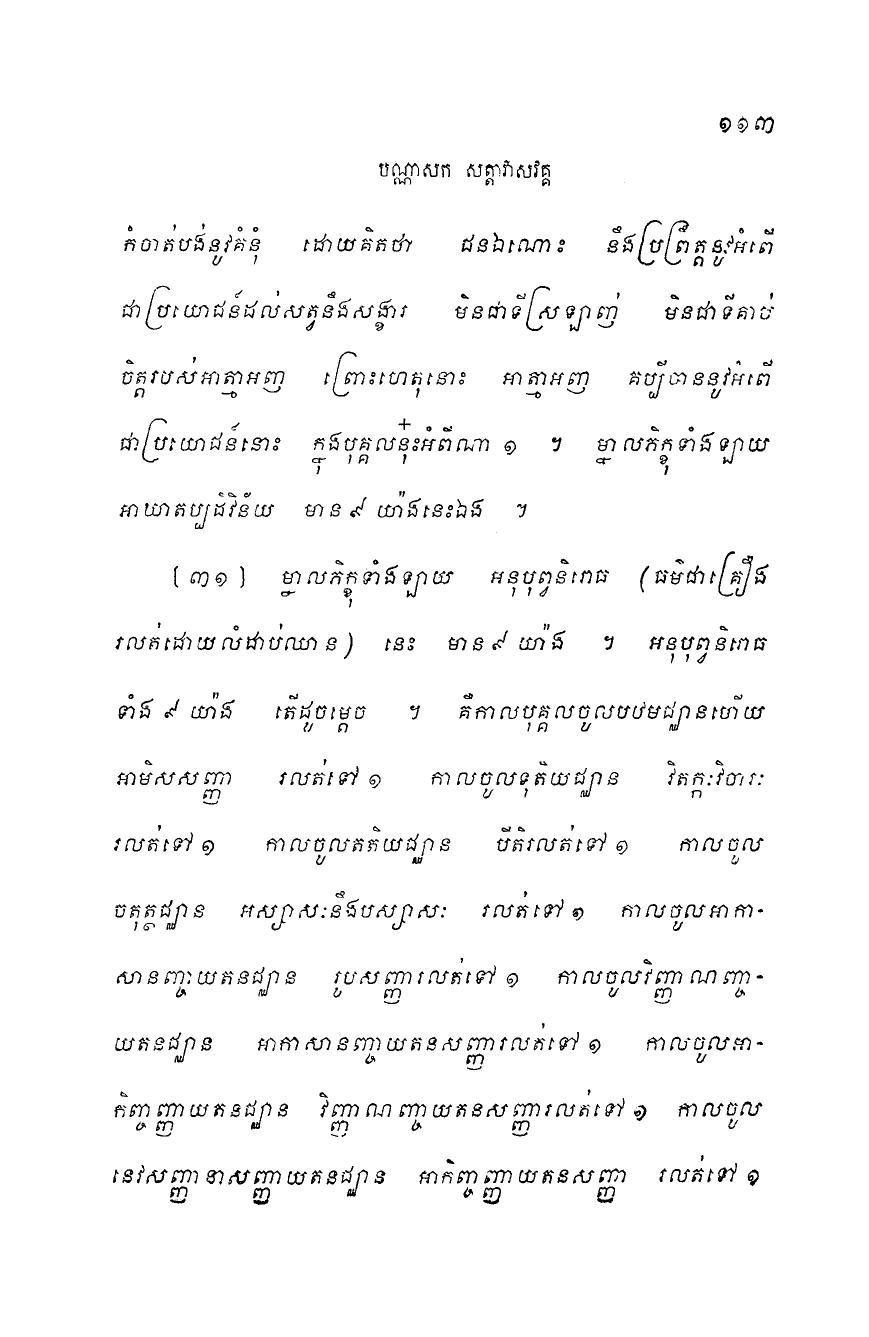 ១១៣
បណ្ណាសក សត្តាវាសវគ្គ
កំចាត់បង់នូវគំនុំ ដោយគិតថា ជនឯណោះ នឹងប្រព្រឹត្តនូវអំពើ
ជាប្រយោជន៍ដល់សត្វនឹងសង្ខារ មិនជាទីស្រឡាញ់ មិនជាទីគាប់
ចិត្តរបស់អាត្មាអញ ព្រោះហេតុនោះ អាត្មាអញ គប្បីបាននូវអំពើ
ជាប្រយោជន៍នោះ ក្នុងបុគ្គលនុ៎ះអំពីណា ១ ។ ម្នាលភិក្ខុទាំងឡាយ
អាឃាតប្បដិវិន័យ មាន ៩ យ៉ាងនេះឯង ។
[៣១] ម្នាលភិក្ខុទាំងឡាយ អនុបុព្វនិរោធ (ធម៌ជាគ្រឿង
រលត់ដោយលំដាប់ឈាន) នេះ មាន ៩ យ៉ាង ។ អនុបុព្វនិរោធ
ទាំង ៩ យ៉ាង តើដូចម្តេច ។ គឺកាលបុគ្គលចូលបឋមជ្ឈានហើយ
អាមិសសញ្ញា រលត់ទៅ ១ កាលចូលទុតិយជ្ឈាន វិតក្កៈវិចារៈ
រលត់ទៅ ១ កាលចូលតតិយជ្ឈាន បីតិរលត់ទៅ ១ កាលចូល
ចតុត្ថជ្ឈាន អស្សាសៈនឹងបស្សាសៈ រលត់ទៅ ១ កាលចូលអាកា-
សានញ្ចាយតនជ្ឈាន រូបសញ្ញារលត់ទៅ ១ កាលចូលវិញ្ញាណញ្ចា-
យតនជ្ឈាន អាកាសានញ្ចាយតនសញ្ញារលត់ទៅ ១ កាលចូលអា-
កិញ្ចញ្ញាយតនជ្ឈាន វិញ្ញាណញ្ចាយតនសញ្ញារលត់ទៅ ១ កាលចូល
នេវសញ្ញានាសញ្ញាយតនជ្ឈាន អាកិញ្ចញ្ញាយតនសញ្ញា រលត់ទៅ ១